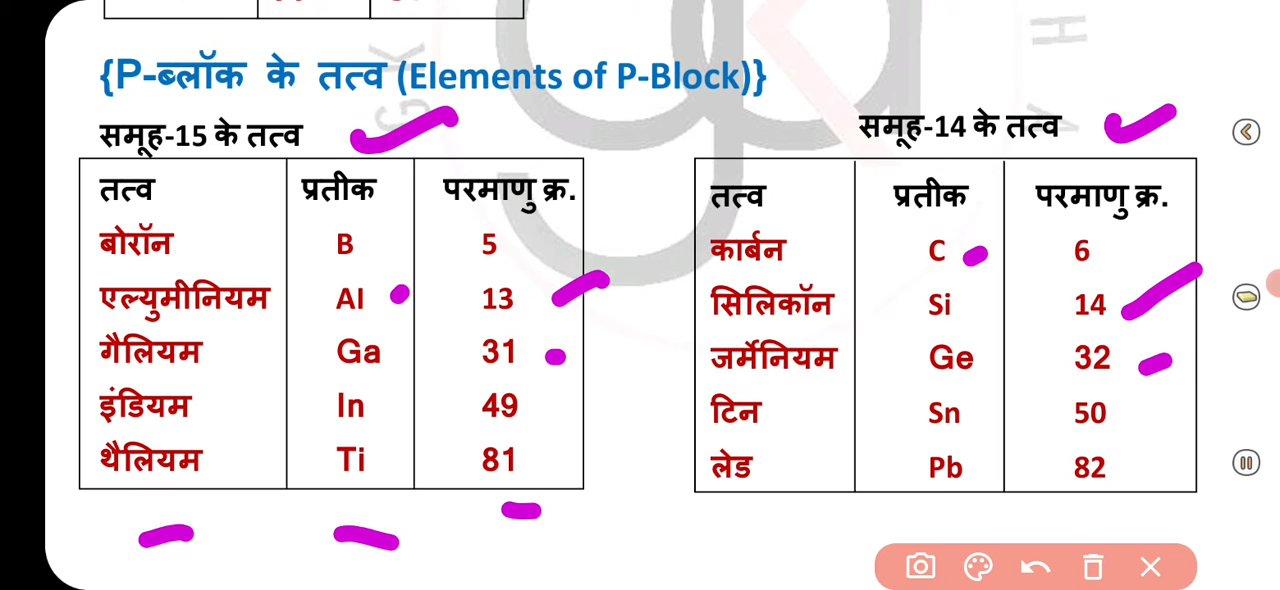 {P-ब्लॉक के तत्व (Elements of P-Block)}
समूह-15 के तत्व
तत्व प्रतीक परमाणु क्र.
बोरॉन B 5
एल्युमीनियम Al 13
गैलियम Ga 31
इंडियम In 49
थैलियम Ti 81
समूह-14 के तत्व
तत्व प्रतीक परमाणु क्र.
कार्बन C 6
सिलिकॉन Si 14
जर्मेनियम Ge 32
टिन Sn 50
लेड Pb 82